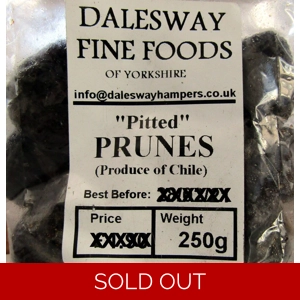 DALESWAY
FINE FOODS
OF YORKSHIRE
info@daleswayhampers.co.uk
"Pitted"
PRUNES
(Produce of Chile)
Best Before:
Price Weight
250g
SOLD OUT